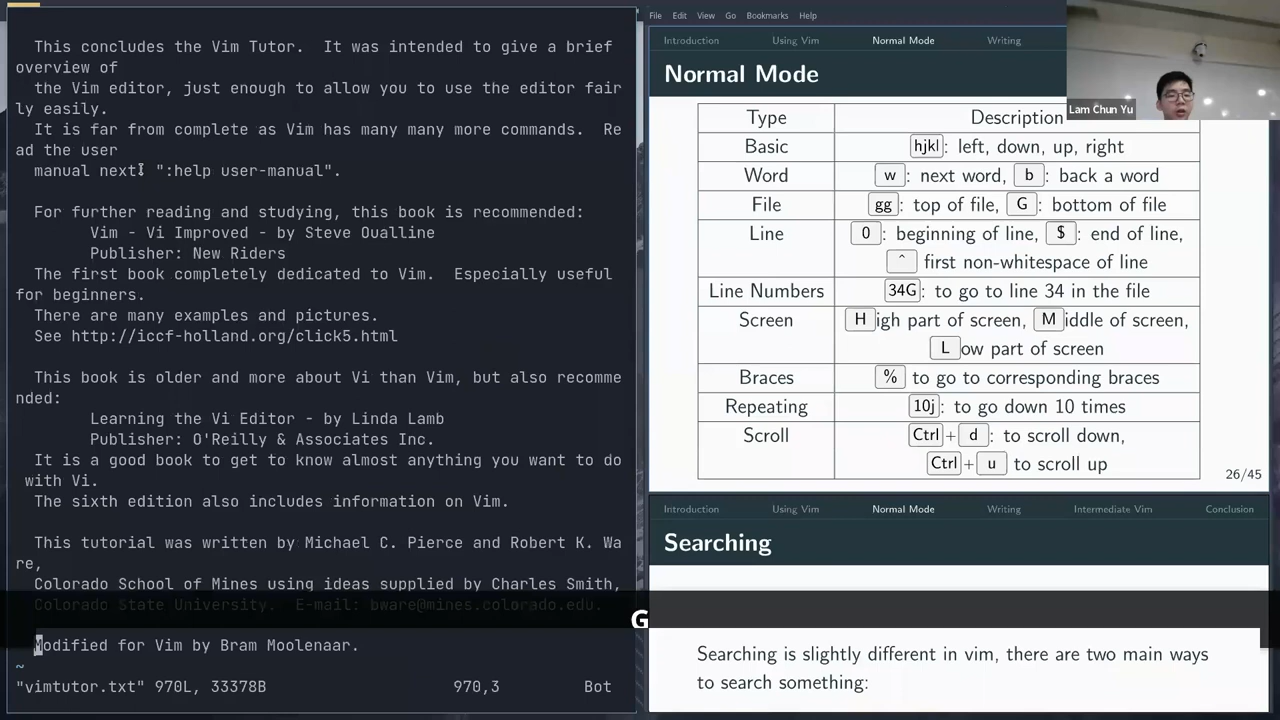 This concludes the Vim Tutor.  It was intended to give a brief
overview of
the Vim editor, just enough to allow you to use the editor fair
ly easily.
It is far from complete as Vim has many many more commands.  Re
ad the user
manual next: ":help user-manual".
For further reading and studying, this book is recommended:
Vim - Vi Improved - by Steve Oualline
Publisher: New Riders
The first book completely dedicated to Vim.  Especially useful
for beginners.
There are many examples and pictures.
See http://iccf-holland.org/click5.html
This book is older and more about Vi than Vim, but also recomme
nded:
Learning the Vi Editor - by Linda Lamb
Publisher: O'Reilly & Associates Inc.
It is a good book to get to know almost anything you want to do
with Vi.
The sixth edition also includes information on Vim.
This tutorial was written by Michael C. Pierce and Robert K. Wa
re,
Colorado School of Mines using ideas supplied by Charles Smith,
Colorado State University.  E-mail: bware@mines.colorado.edu.
Modified for Vim by Bram Moolenaar.
~
"vimtutor.txt" 970L, 33378B 970,3 Bot
G
File Edit View Go Bookmarks Help
Introduction Using Vim Normal Mode Writing
Normal Mode
Lam Chun Yu
Type Description
Basic hjkl: left, down, up, right
Word w: next word, b: back a word
File gg: top of file, G: bottom of file
Line 0: beginning of line, $: end of line,
^ first non-whitespace of line
Line Numbers 34G: to go to line 34 in the file
Screen High part of screen, Middle of screen,
Low part of screen
Braces % to go to corresponding braces
Repeating 10j: to go down 10 times
Scroll Ctrl+d: to scroll down,
Ctrl+u to scroll up
26/45
Introduction Using Vim Normal Mode Writing Intermediate Vim Conclusion
Searching
Searching is slightly different in vim, there are two main ways
to search something: